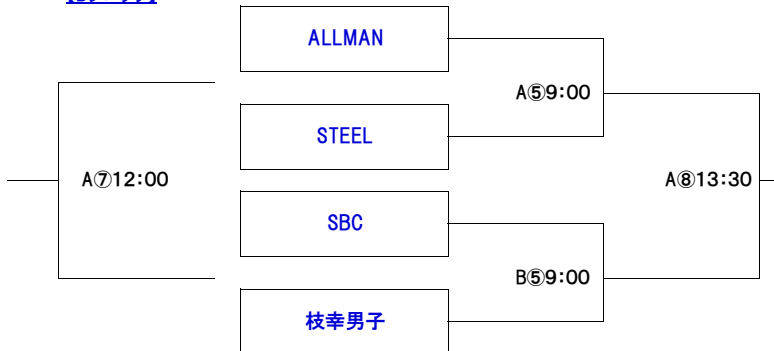 ALLMAN
A⑤9:00
STEEL
A⑦12:00
A⑧13:30
SBC
B⑤9:00
枝幸男子